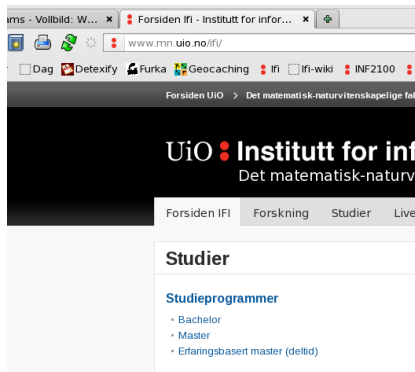 ams - Vollbild: W... × Forsiden Ifi - Institutt for infor... ×
www.mn.uio.no/ifi/
Dag Detexify Furka Geocaching Ifi Ifi-wiki INF2100
Forsiden UiO > Det matematisk-naturvitenskapelige fak
UiO Institutt for inf
Det matematisk-naturv
Forsiden IFI Forskning Studier Live
Studier
Studieprogrammer
• Bachelor
• Master
• Erfaringsbasert master (deltid)